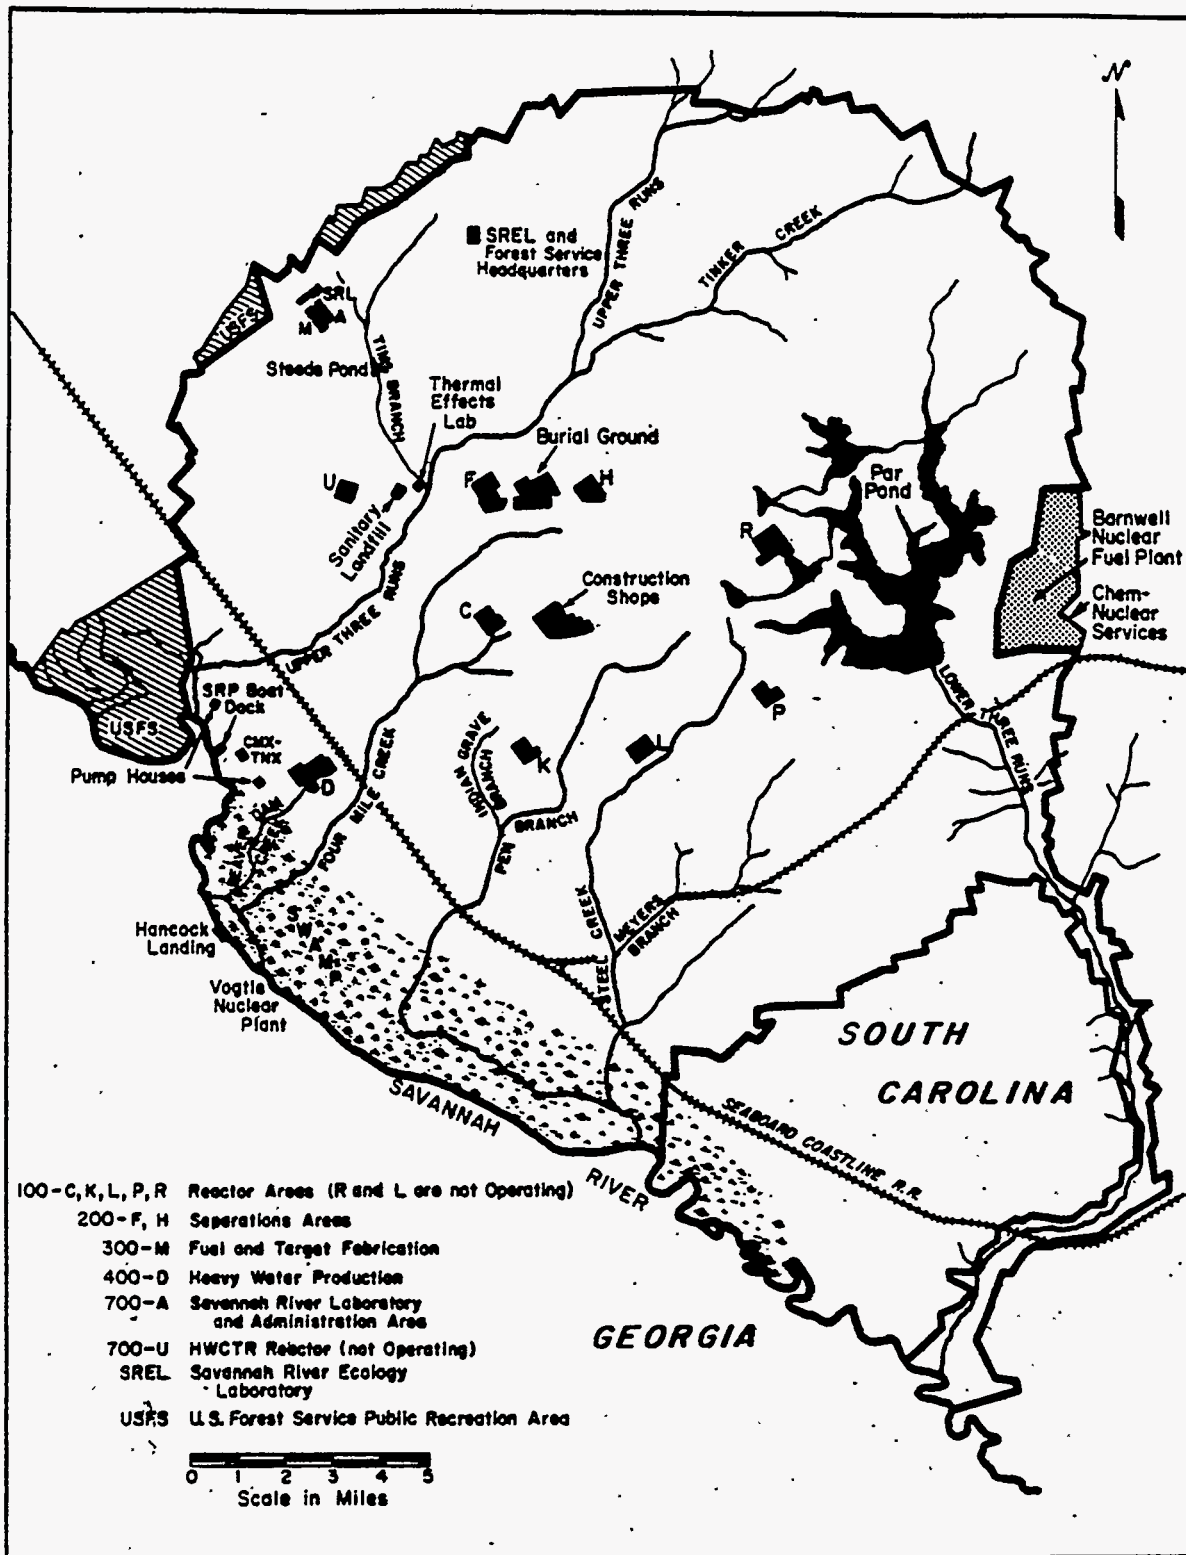 N
SREL and
Forest Service
Headquarters
UPPER THREE RUNS
TINKER CREEK
USFS
SRL
M
A
Steeds Pond
TIMS BRANCH
Thermal
Effects
Lab
U
Sanitary
Landfill
F
Burial Ground
H
R
Par
Pond
Barnwell
Nuclear
Fuel Plant
Chem-
Nuclear
Services
UPPER THREE RUNS
C
Construction
Shops
P
LOWER THREE RUNS
USFS
SRP Boat
Dock
CMX-
TNX
Pump Houses
D
BEAVER DAM
CREEK
FOUR MILE CREEK
INDIAN GRAVE
BRANCH
K
L
PEN BRANCH
STEEL CREEK
MEYERS
BRANCH
Hancock
Landing
SWAMP
Vogtle
Nuclear
Plant
SAVANNAH
RIVER
SOUTH
CAROLINA
SEABOARD COASTLINE R.R.
GEORGIA
100-C, K, L, P, R Reactor Areas (R and L are not Operating)
200-F, H Separations Areas
300-M Fuel and Target Fabrication
400-D Heavy Water Production
700-A Savannah River Laboratory
and Administration Area
700-U HWCTR Reactor (not Operating)
SREL Savannah River Ecology
Laboratory
USFS U.S. Forest Service Public Recreation Area
0 1 2 3 4 5
Scale in Miles